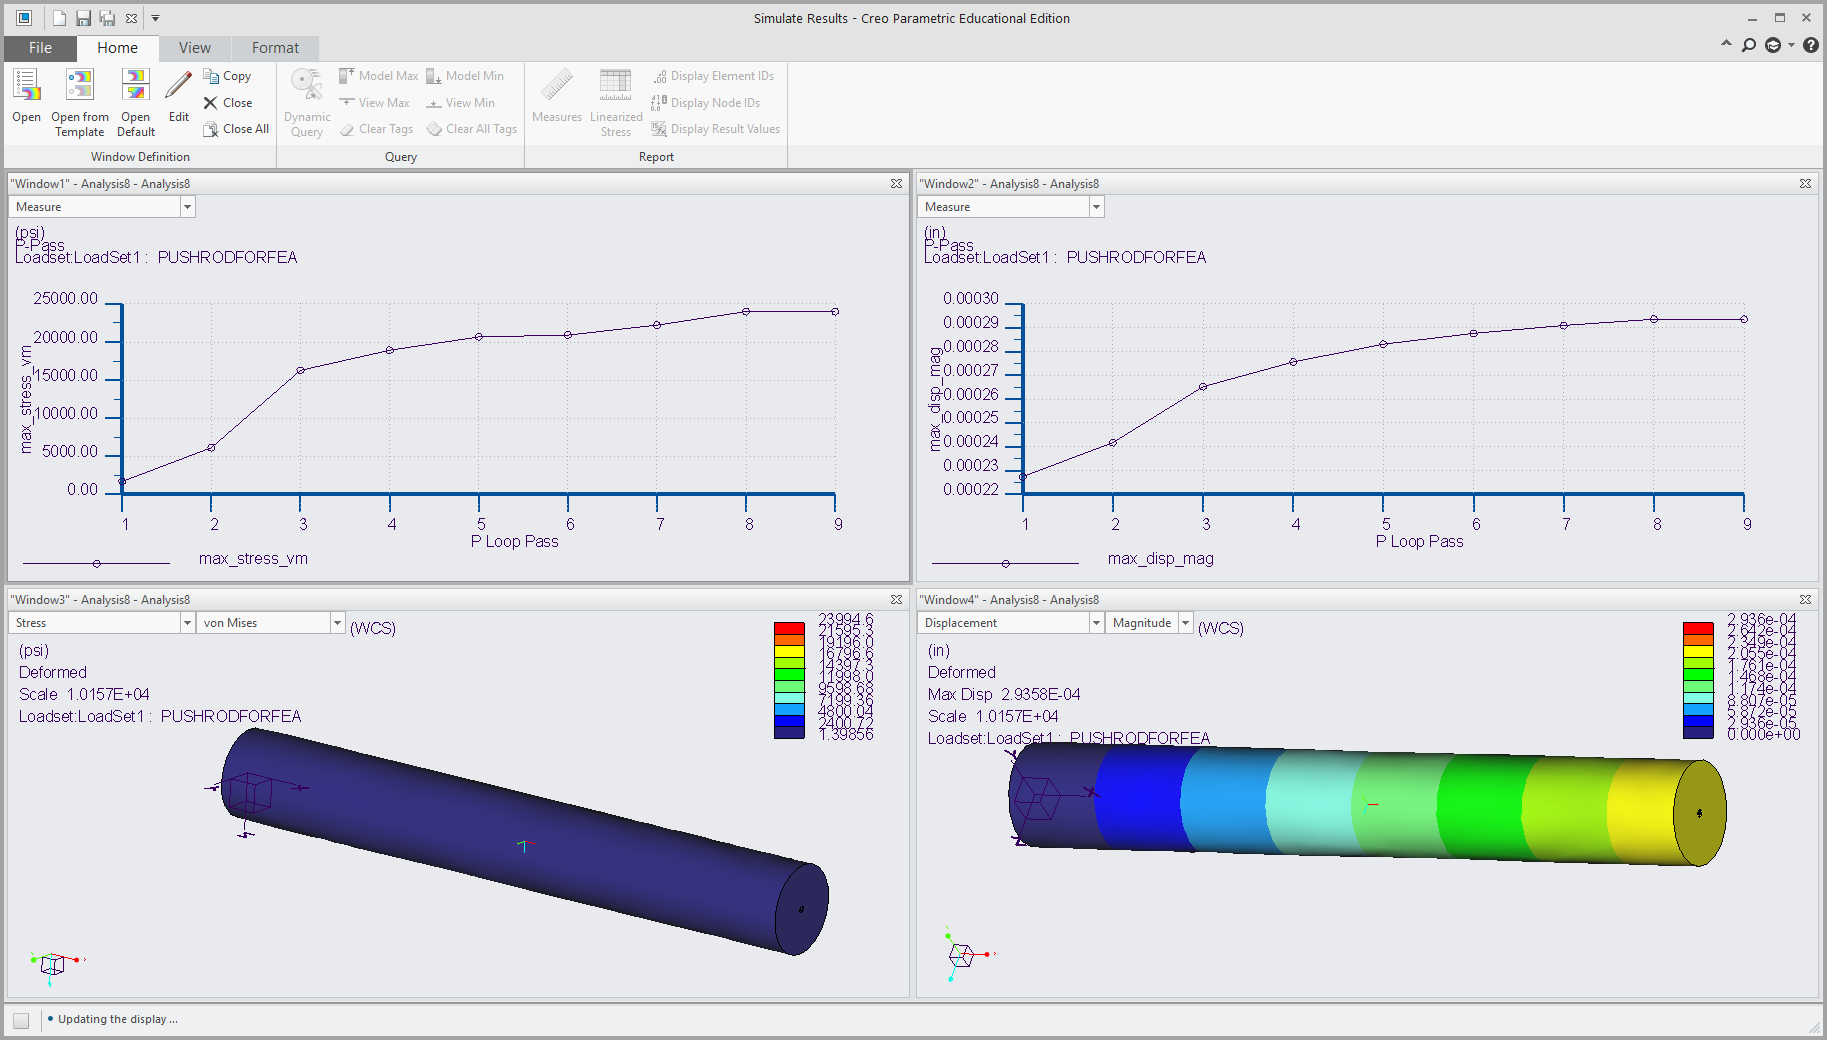 Simulate Results - Creo Parametric Educational Edition
File Home View Format
Open
Open from Template
Open Default
Edit
Copy
Close
Close All
Window Definition
Dynamic Query
Model Max
Model Min
View Max
View Min
Clear Tags
Clear All Tags
Query
Measures
Linearized Stress
Display Element IDs
Display Node IDs
Display Result Values
Report
"Window1" - Analysis8 - Analysis8
Measure
(psi)
P-Pass
Loadset:LoadSet1 : PUSHRODFORFEA
25000.00
20000.00
15000.00
10000.00
5000.00
0.00
max_stress_vm
1 2 3 4 5 6 7 8 9
P Loop Pass
max_stress_vm
"Window2" - Analysis8 - Analysis8
Measure
(in)
P-Pass
Loadset:LoadSet1 : PUSHRODFORFEA
0.00030
0.00029
0.00028
0.00027
0.00026
0.00025
0.00024
0.00023
0.00022
max_disp_mag
1 2 3 4 5 6 7 8 9
P Loop Pass
max_disp_mag
"Window3" - Analysis8 - Analysis8
Stress von Mises (WCS)
(psi)
Deformed
Scale 1.0157E+04
Loadset:LoadSet1 : PUSHRODFORFEA
23994.6
21595.3
19196.0
16796.6
14397.3
11998.0
9598.68
7199.36
4800.04
2400.72
1.39856
"Window4" - Analysis8 - Analysis8
Displacement Magnitude (WCS)
(in)
Deformed
Max Disp 2.9358E-04
Scale 1.0157E+04
Loadset:LoadSet1 : PUSHRODFORFEA
2.936e-04
2.642e-04
2.349e-04
2.055e-04
1.761e-04
1.468e-04
1.174e-04
8.807e-05
5.872e-05
2.936e-05
0.000e+00
Updating the display ...